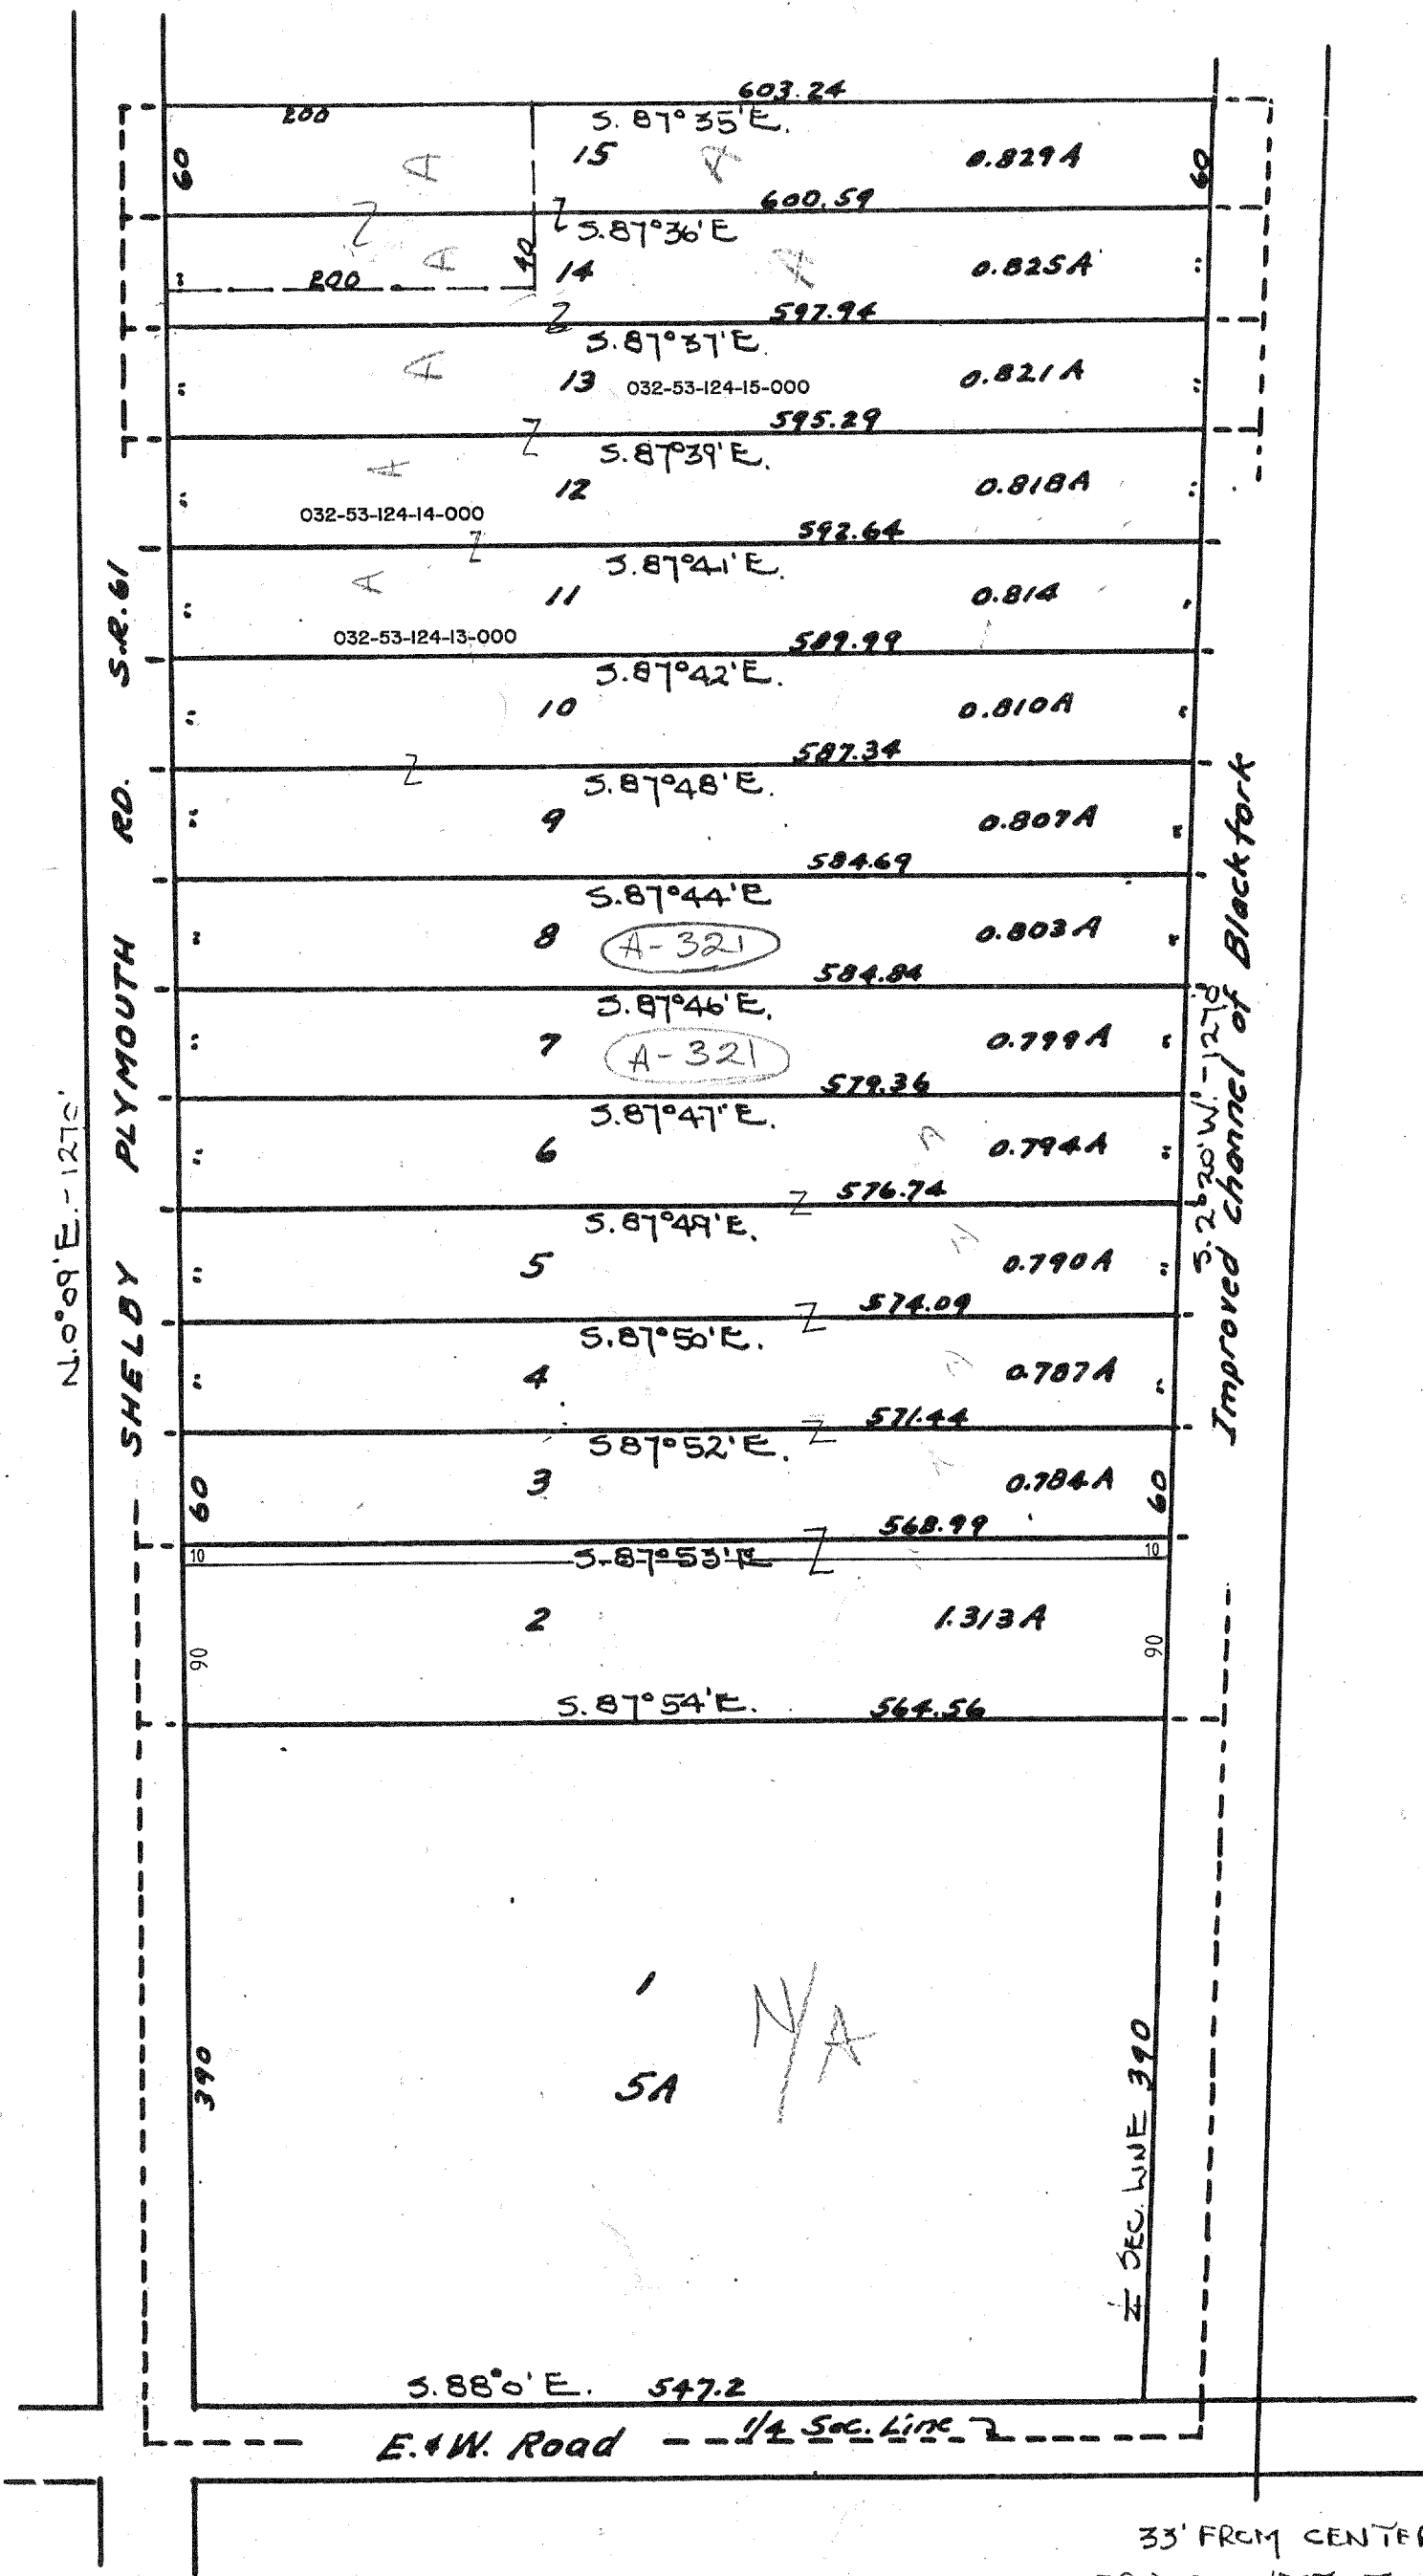 603.24
200
S. 87°35'E.
60
15
A
A
0.829A
60
600.59
S.87°36'E
A
40
14
A
0.825A
200
597.94
S.87°37'E.
A
13
032-53-124-15-000
0.821A
595.29
S.87°39'E.
A
12
0.818A
032-53-124-14-000
592.64
S.87°41'E.
A
11
0.814
032-53-124-13-000
589.99
S.87°42'E.
10
0.810A
587.34
S.87°48'E.
9
0.807A
584.69
S.87°44'E
8
A-321
0.803A
584.84
S.87°46'E.
7
A-321
0.799A
579.36
S.87°47'E.
6
0.794A
576.74
S.87°49'E.
5
0.790A
574.09
S.87°50'E.
4
0.787A
571.44
S87°52'E.
3
0.784A
60
60
568.99
10
S.87°53'E
10
2
1.313A
90
90
S.87°54'E.
564.56
1
N/A
5A
390
1/4 SEC. LINE 390
S.88°0'E. 547.2
E.&W. Road
1/4 Sec. Line
SHELBY PLYMOUTH RD. S.R.61
N.0°09'E.-1270'
S.2°20'W.-1270'
Improved channel of Blackfork
33' FROM CENTER